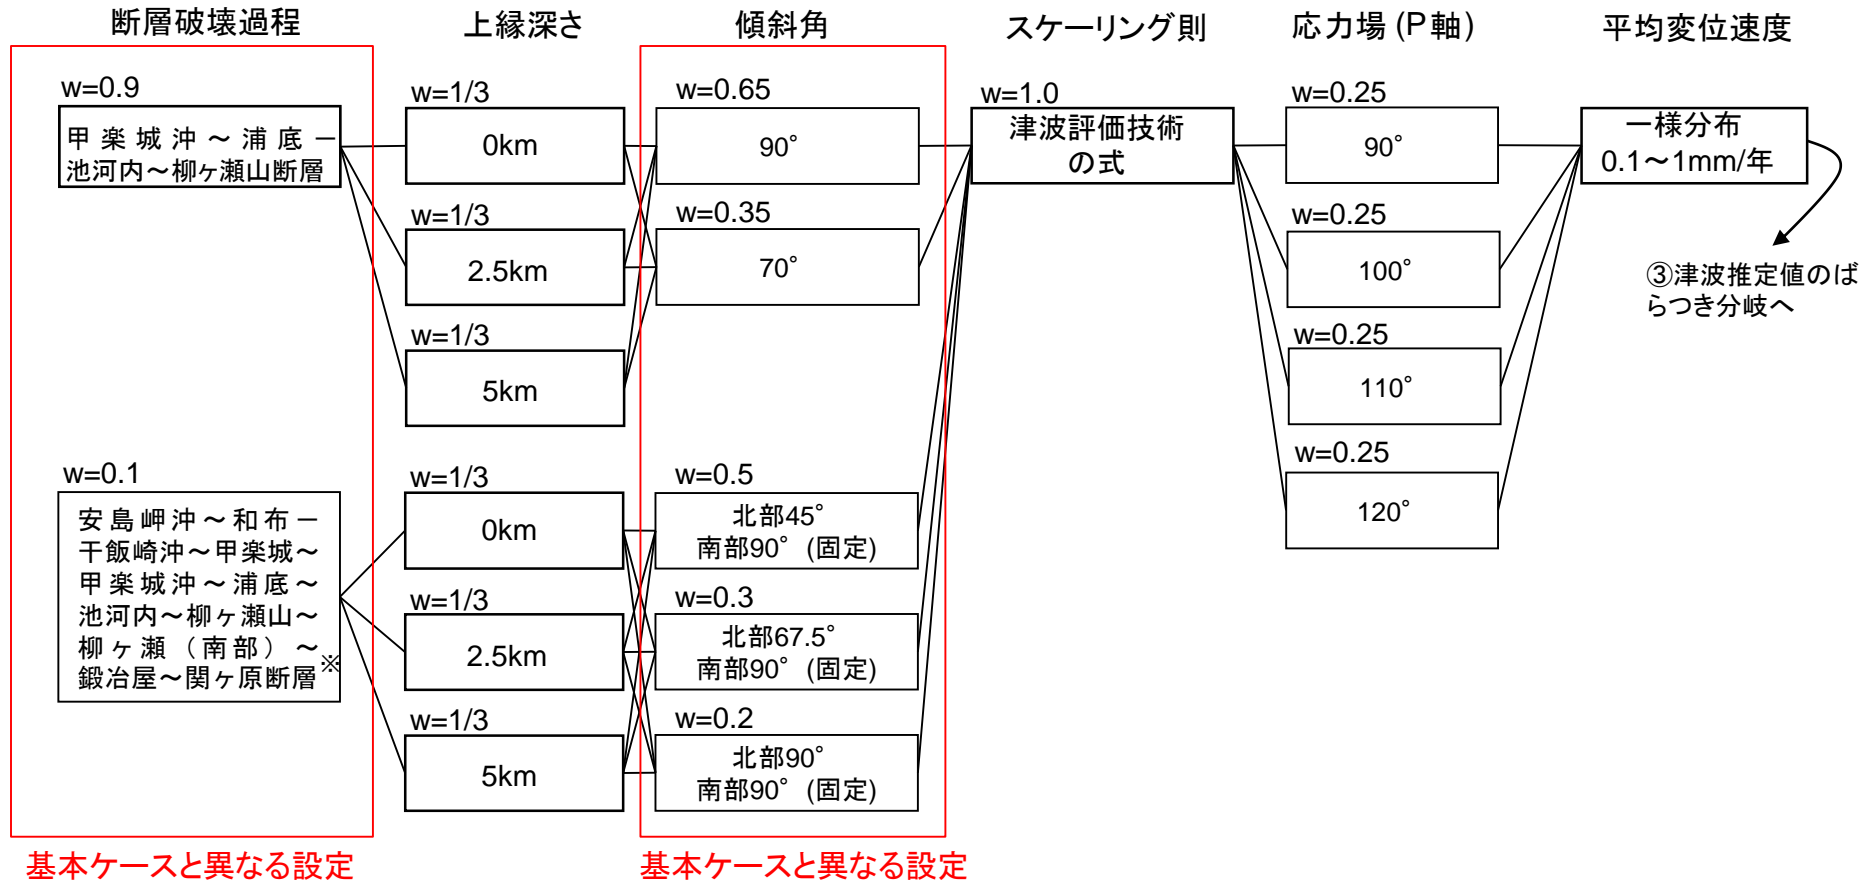 断層破壊過程
上縁深さ
傾斜角
スケーリング則
応力場(P軸)
平均変位速度
w=0.9
甲楽城沖～浦底－
池河内～柳ヶ瀬山断層
w=1/3
0km
w=1/3
2.5km
w=1/3
5km
w=0.65
90°
w=0.35
70°
w=1.0
津波評価技術
の式
w=0.25
90°
w=0.25
100°
w=0.25
110°
w=0.25
120°
一様分布
0.1～1mm/年
③津波推定値のば
らつき分岐へ
w=0.1
安島岬沖～和布－
干飯崎沖～甲楽城～
甲楽城沖～浦底～
池河内～柳ヶ瀬山～
柳ヶ瀬（南部）～
鍛冶屋～関ヶ原断層※
w=1/3
0km
w=1/3
2.5km
w=1/3
5km
w=0.5
北部45°
南部90°(固定)
w=0.3
北部67.5°
南部90°(固定)
w=0.2
北部90°
南部90°(固定)
基本ケースと異なる設定
基本ケースと異なる設定